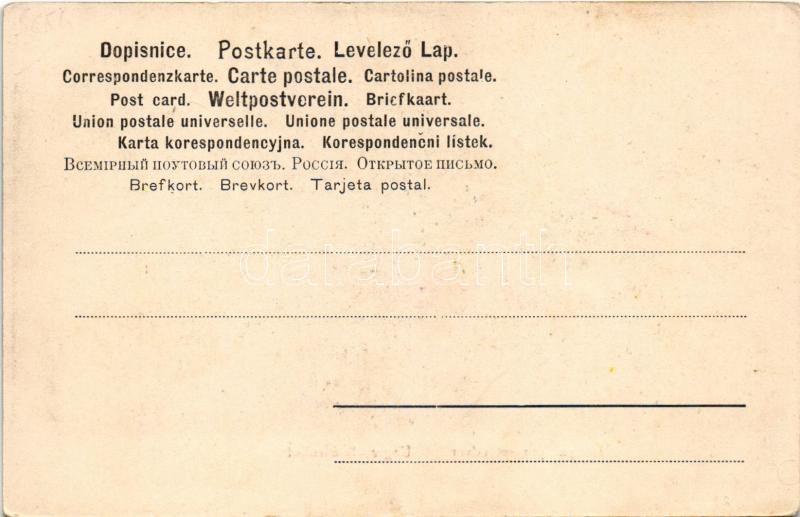 Dopisnice. Postkarte. Levelező Lap.
Correspondenzkarte. Carte postale. Cartolina postale.
Post card. Weltpostverein. Briefkaart.
Union postale universelle. Unione postale universale.
Karta korespondencyjna. Korespondenčni lístek.
Всемірный поутовый союзъ. Россія. Открытое письмо.
Brefkort. Brevkort. Tarjeta postal.
darabanth